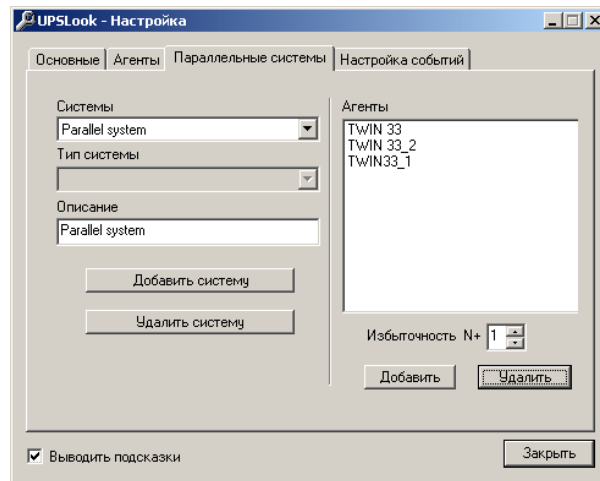 UPSLook - Настройка
Основные Агенты Параллельные системы Настройка событий
Системы
Parallel system
Тип системы
Описание
Parallel system
Добавить систему
Удалить систему
Агенты
TWIN 33
TWIN 33_2
TWIN33_1
Избыточность N+ 1
Добавить Удалить
Выводить подсказки
Закрыть